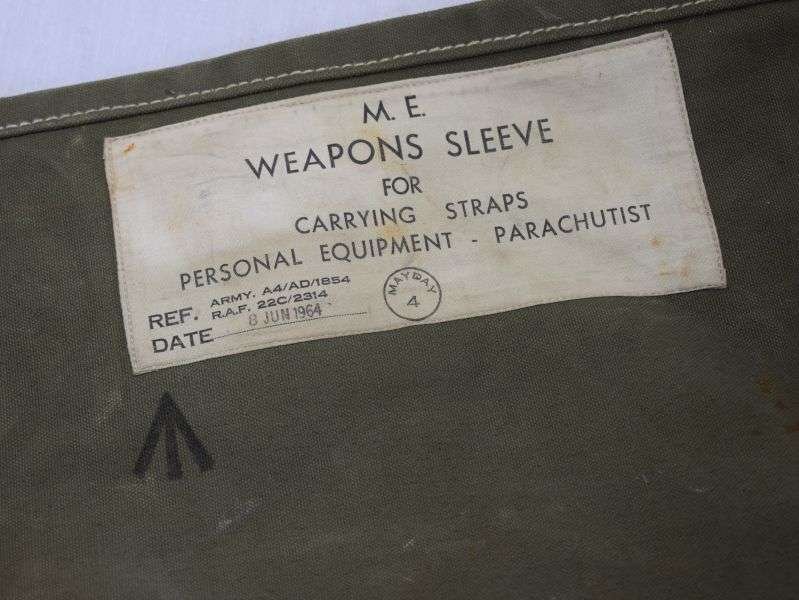 M. E.
WEAPONS SLEEVE
FOR
CARRYING STRAPS
PERSONAL EQUIPMENT - PARACHUTIST
REF. ARMY. A4/AD/1854
R.A.F. 22C/2314
DATE 8 JUN 1964
MAYDAY
4